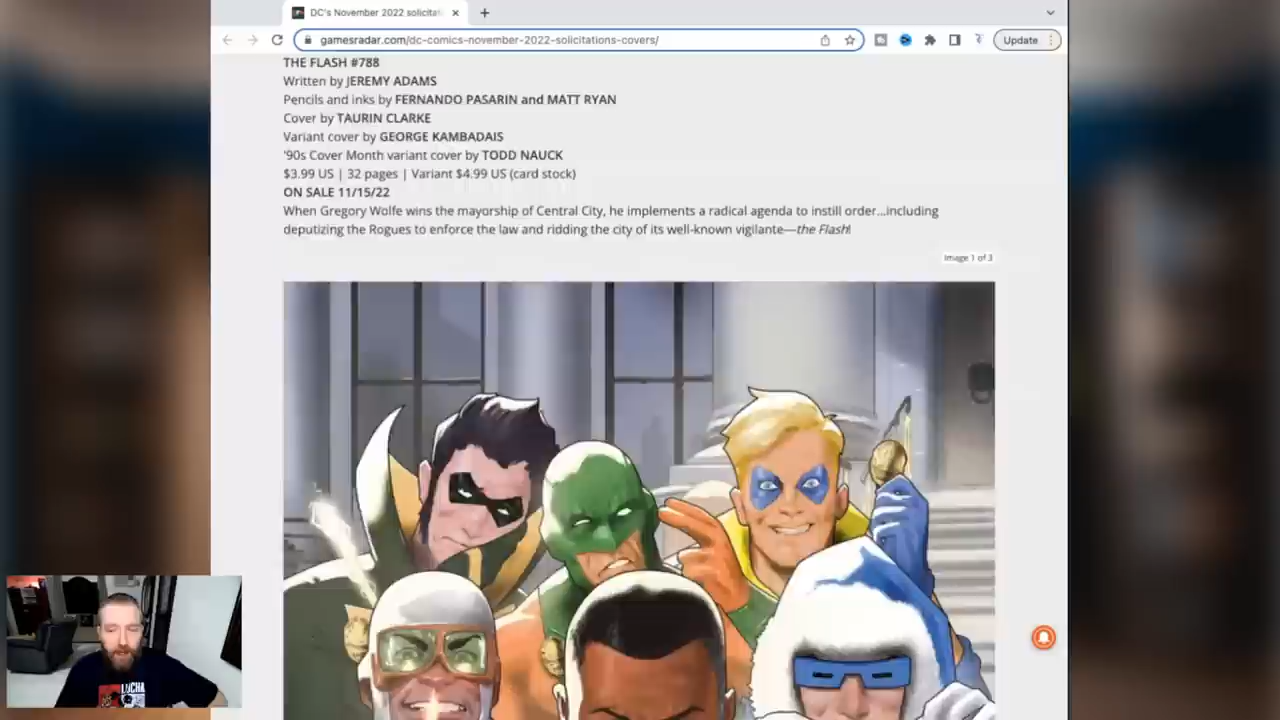 DC's November 2022 solicitati
gamesradar.com/dc-comics-november-2022-solicitations-covers/
Update
THE FLASH #788
Written by JEREMY ADAMS
Pencils and inks by FERNANDO PASARIN and MATT RYAN
Cover by TAURIN CLARKE
Variant cover by GEORGE KAMBADAIS
'90s Cover Month variant cover by TODD NAUCK
$3.99 US | 32 pages | Variant $4.99 US (card stock)
ON SALE 11/15/22
When Gregory Wolfe wins the mayorship of Central City, he implements a radical agenda to instill order...including
deputizing the Rogues to enforce the law and ridding the city of its well-known vigilante—the Flash!
Image 1 of 3
LUCHA